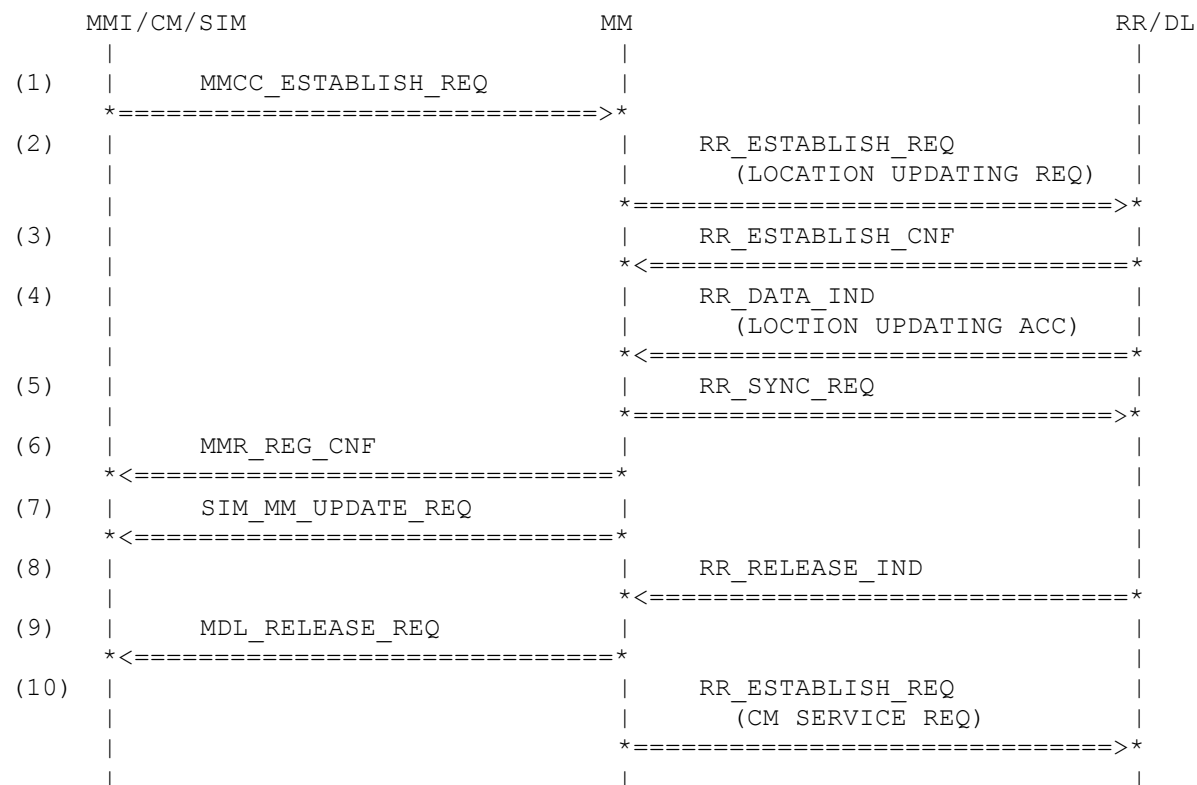 MMI/CM/SIM MM RR/DL
(1) MMCC_ESTABLISH_REQ
(2) RR_ESTABLISH_REQ
(LOCATION UPDATING REQ)
(3) RR_ESTABLISH_CNF
(4) RR_DATA_IND
(LOCTION UPDATING ACC)
(5) RR_SYNC_REQ
(6) MMR_REG_CNF
(7) SIM_MM_UPDATE_REQ
(8) RR_RELEASE_IND
(9) MDL_RELEASE_REQ
(10) RR_ESTABLISH_REQ
(CM SERVICE REQ)